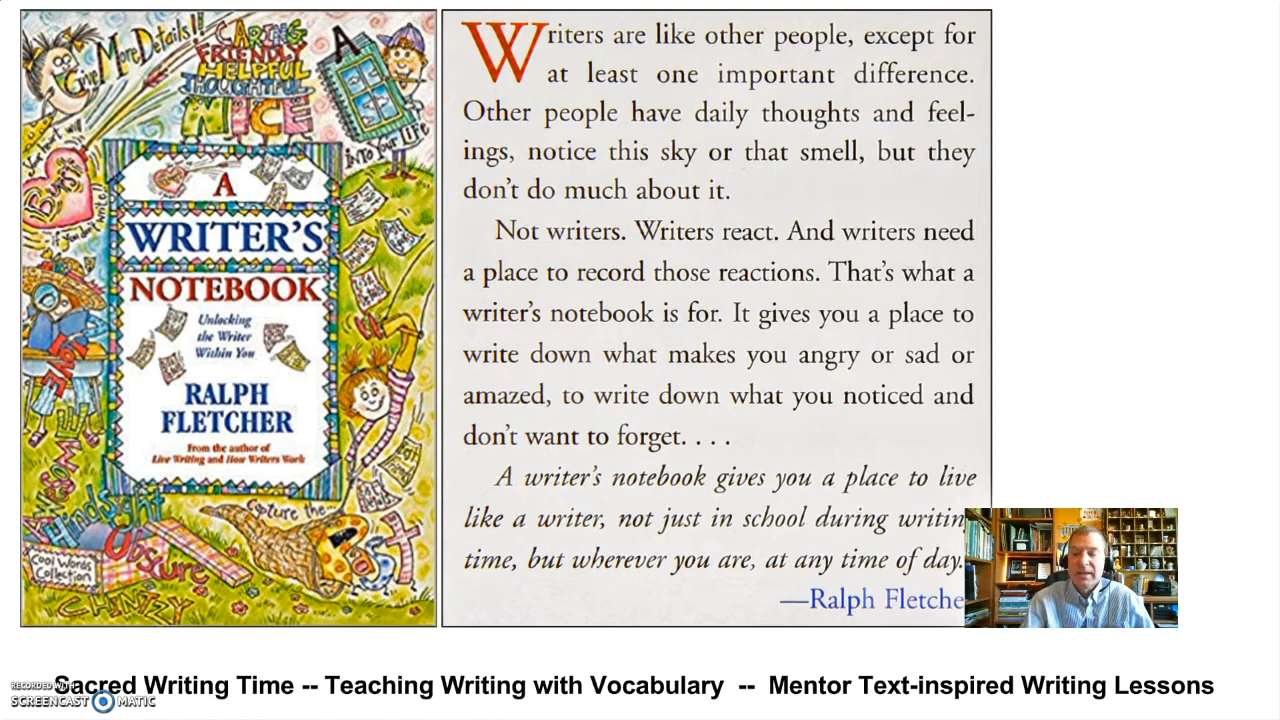 Give More Details!!
CARING
FRIENDLY
HELPFUL
THOUGHTFUL
NICE
A
INTO YOUR LIFE
Burst
if you don't write!
A
WRITER'S
NOTEBOOK
Unlocking
the Writer
Within You
RALPH
FLETCHER
From the author of
Live Writing and How Writers Work
LOVE
Hindsight
Obscure
Cool Words
Collection
CHINTZY
Capture the
Past
Writers are like other people, except for
at least one important difference.
Other people have daily thoughts and feel-
ings, notice this sky or that smell, but they
don't do much about it.
Not writers. Writers react. And writers need
a place to record those reactions. That's what a
writer's notebook is for. It gives you a place to
write down what makes you angry or sad or
amazed, to write down what you noticed and
don't want to forget. . . .
A writer's notebook gives you a place to live
like a writer, not just in school during writin
time, but wherever you are, at any time of day.
—Ralph Fletche
Sacred Writing Time -- Teaching Writing with Vocabulary -- Mentor Text-inspired Writing Lessons
RECORDED WITH
SCREENCAST MATIC